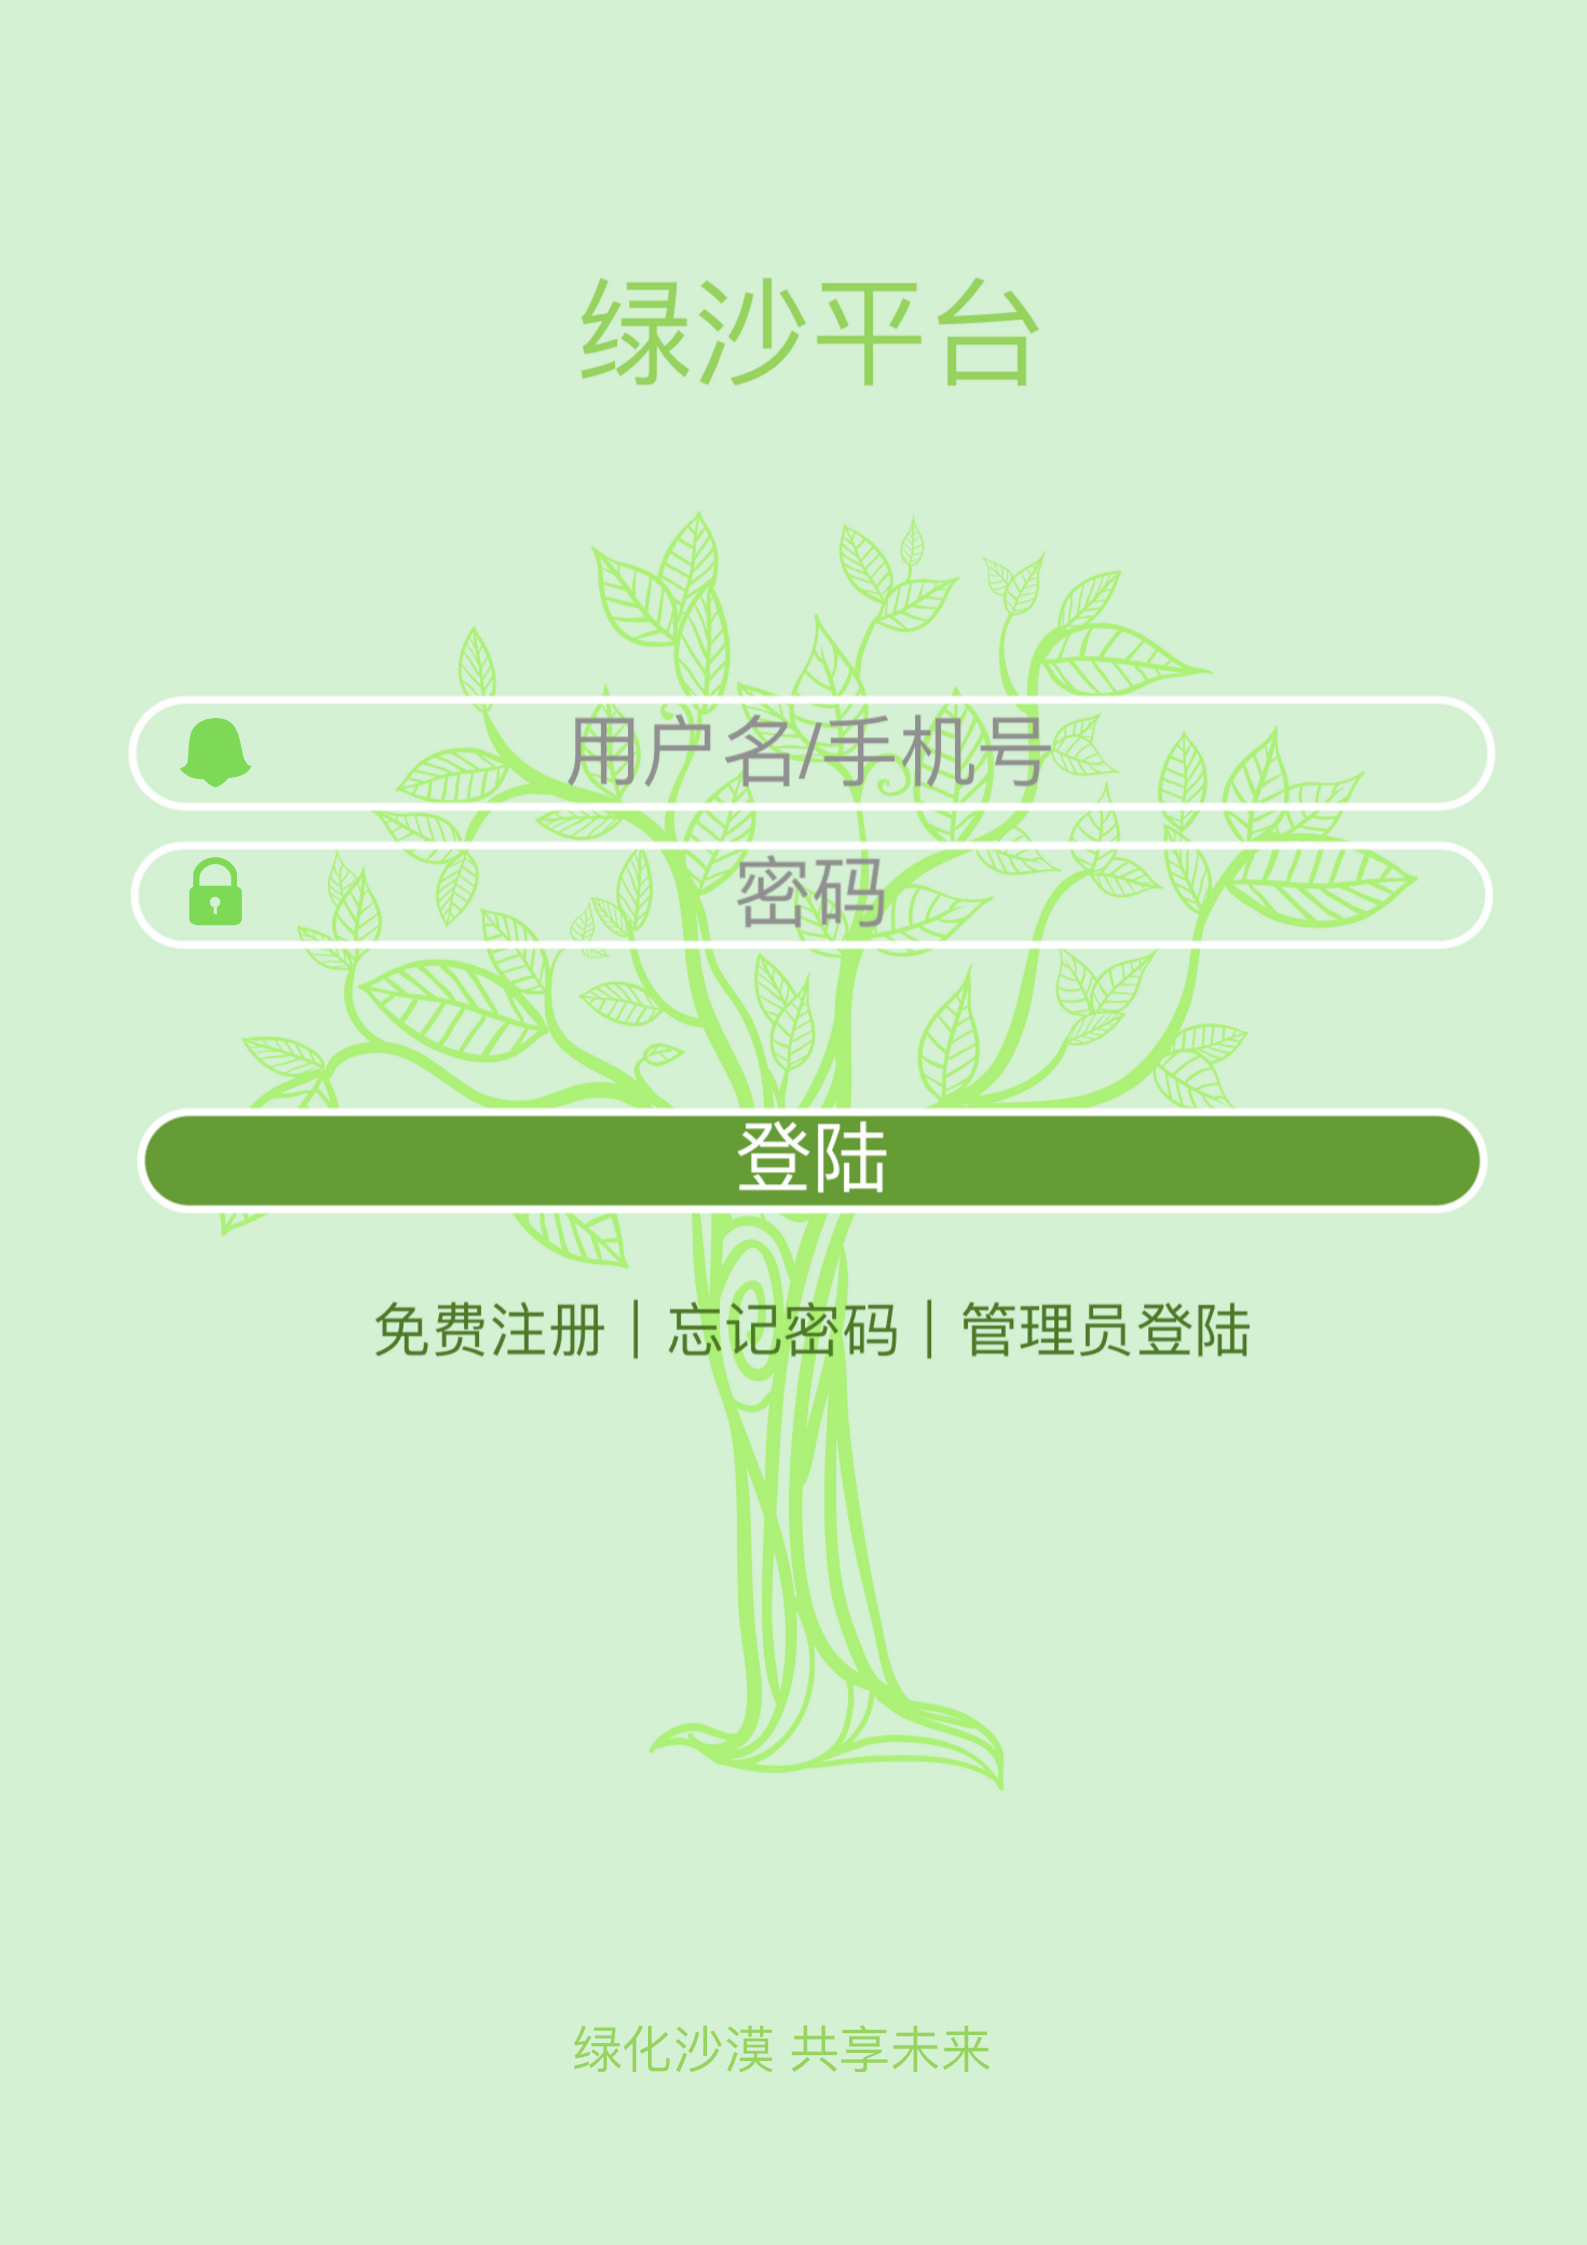 绿沙平台
用户名/手机号
密码
登陆
免费注册｜忘记密码｜管理员登陆
绿化沙漠 共享未来